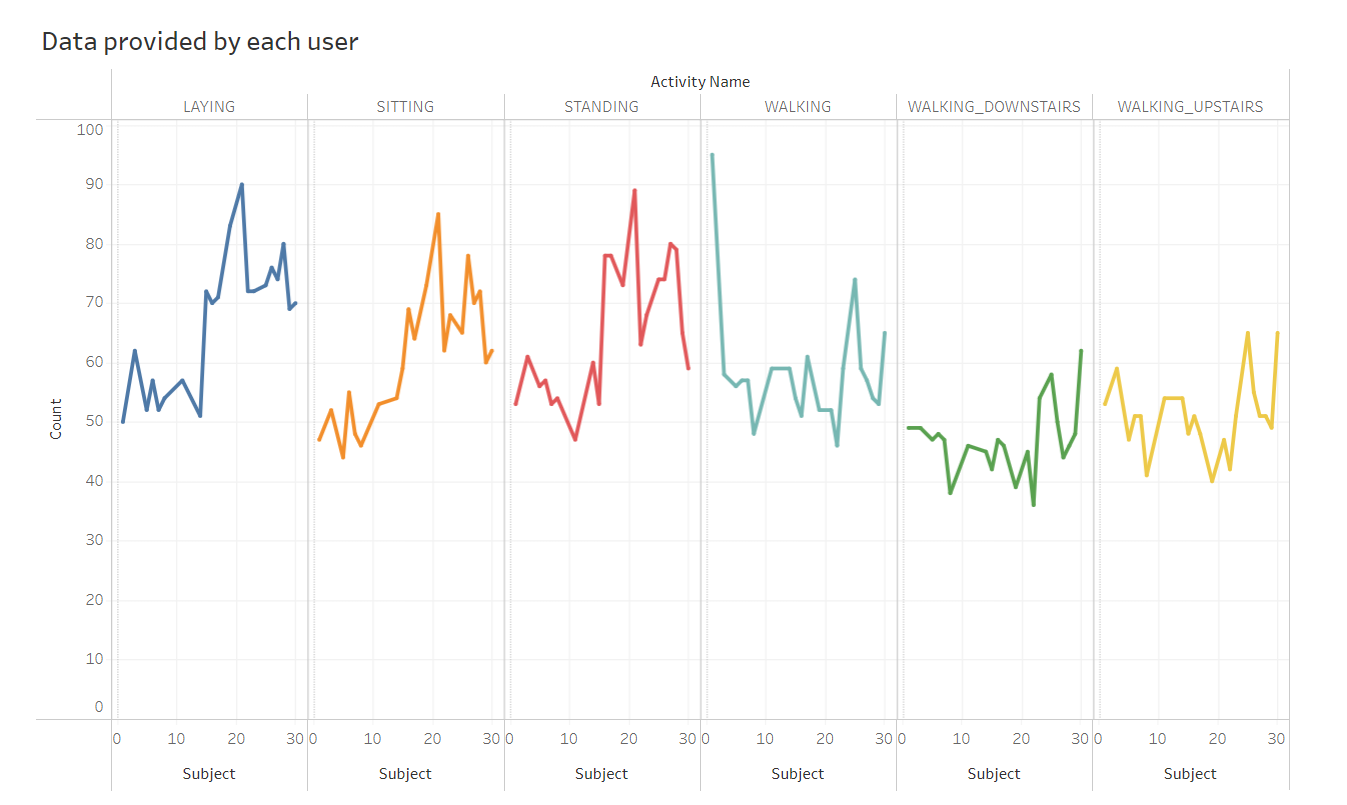 Data provided by each user
Activity Name
LAYING SITTING STANDING WALKING WALKING_DOWNSTAIRS WALKING_UPSTAIRS
100
90
80
70
60
50
40
30
20
10
0
Count
0 10 20 30 0 10 20 30 0 10 20 30 0 10 20 30 0 10 20 30 0 10 20 30
Subject Subject Subject Subject Subject Subject